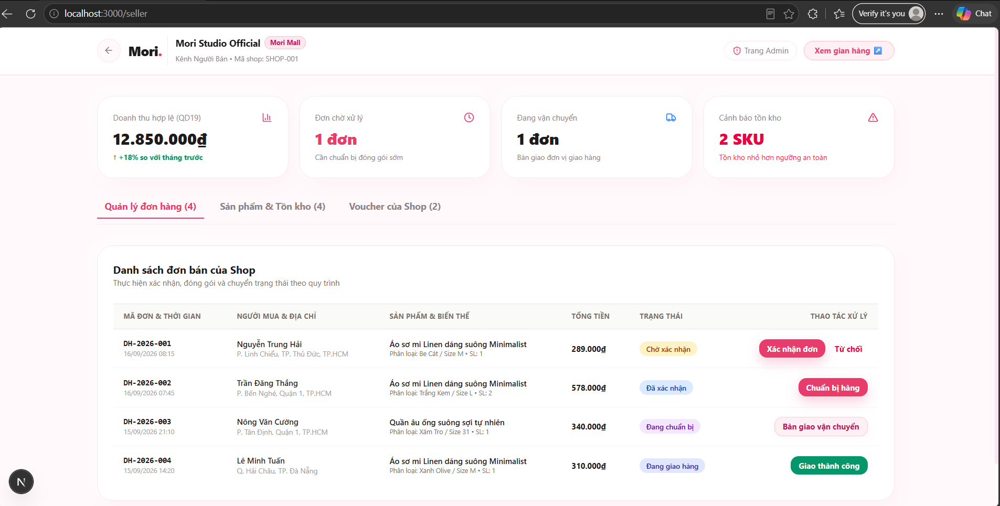 localhost:3000/seller
Verify it's you
Chat
Mori.
Mori Studio Official
Mori Mall
Kênh Người Bán • Mã shop: SHOP-001
Trang Admin
Xem gian hàng ↗
Doanh thu hợp lệ (QD19)
12.850.000₫
↑ +18% so với tháng trước
Đơn chờ xử lý
1 đơn
Cần chuẩn bị đóng gói sớm
Đang vận chuyển
1 đơn
Bàn giao đơn vị giao hàng
Cảnh báo tồn kho
2 SKU
Tồn kho nhỏ hơn ngưỡng an toàn
Quản lý đơn hàng (4)
Sản phẩm & Tồn kho (4)
Voucher của Shop (2)
Danh sách đơn bán của Shop
Thực hiện xác nhận, đóng gói và chuyển trạng thái theo quy trình
MÃ ĐƠN & THỜI GIAN
NGƯỜI MUA & ĐỊA CHỈ
SẢN PHẨM & BIẾN THỂ
TỔNG TIỀN
TRẠNG THÁI
THAO TÁC XỬ LÝ
DH-2026-001
16/09/2026 08:15
Nguyễn Trung Hải
P. Linh Chiểu, TP. Thủ Đức, TP.HCM
Áo sơ mi Linen dáng suông Minimalist
Phân loại: Be Cát / Size M • SL: 1
289.000₫
Chờ xác nhận
Xác nhận đơn
Từ chối
DH-2026-002
16/09/2026 07:45
Trần Đăng Thắng
P. Bến Nghé, Quận 1, TP.HCM
Áo sơ mi Linen dáng suông Minimalist
Phân loại: Trắng Kem / Size L • SL: 2
578.000₫
Đã xác nhận
Chuẩn bị hàng
DH-2026-003
15/09/2026 21:10
Nông Văn Cường
P. Tân Định, Quận 1, TP.HCM
Quần âu ống suông sợi tự nhiên
Phân loại: Xám Tro / Size 31 • SL: 1
340.000₫
Đang chuẩn bị
Bàn giao vận chuyển
DH-2026-004
15/09/2026 14:20
Lê Minh Tuấn
Q. Hải Châu, TP. Đà Nẵng
Áo sơ mi Linen dáng suông Minimalist
Phân loại: Xanh Olive / Size M • SL: 1
310.000₫
Đang giao hàng
Giao thành công
N